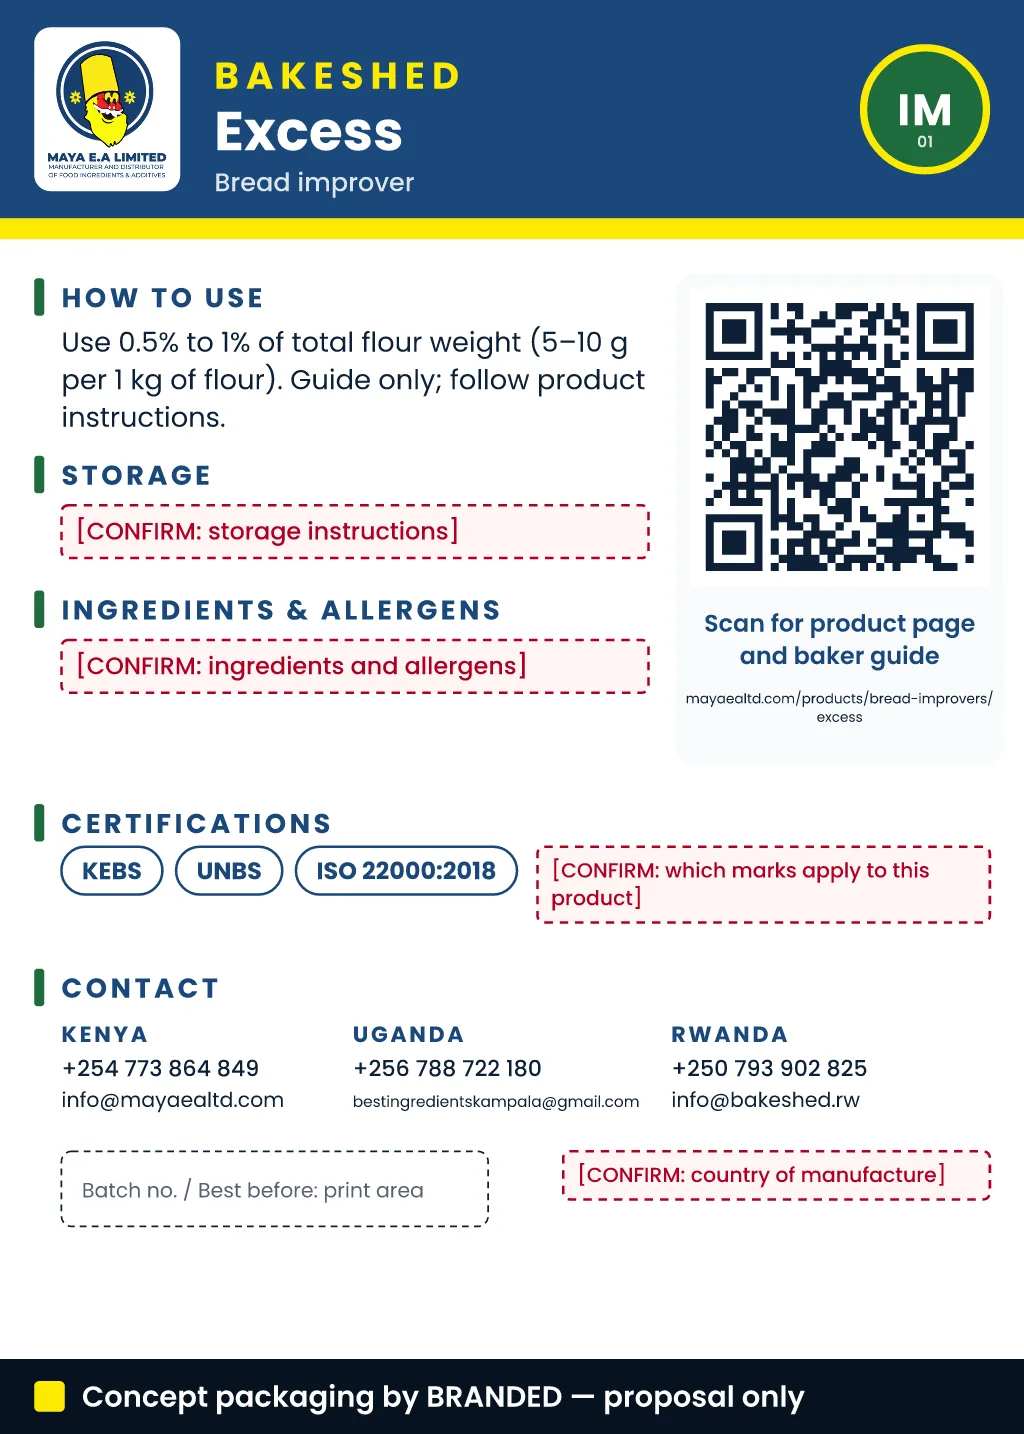 MAYA E.A LIMITED
MANUFACTURER AND DISTRIBUTOR
OF FOOD INGREDIENTS & ADDITIVES
BAKESHED
Excess
Bread improver
IM
01
HOW TO USE
Use 0.5% to 1% of total flour weight (5–10 g
per 1 kg of flour). Guide only; follow product
instructions.
STORAGE
[CONFIRM: storage instructions]
INGREDIENTS & ALLERGENS
[CONFIRM: ingredients and allergens]
Scan for product page
and baker guide
mayaealtd.com/products/bread-improvers/
excess
CERTIFICATIONS
KEBS
UNBS
ISO 22000:2018
[CONFIRM: which marks apply to this
product]
CONTACT
KENYA
+254 773 864 849
info@mayaealtd.com
UGANDA
+256 788 722 180
bestingredientskampala@gmail.com
RWANDA
+250 793 902 825
info@bakeshed.rw
Batch no. / Best before: print area
[CONFIRM: country of manufacture]
Concept packaging by BRANDED — proposal only